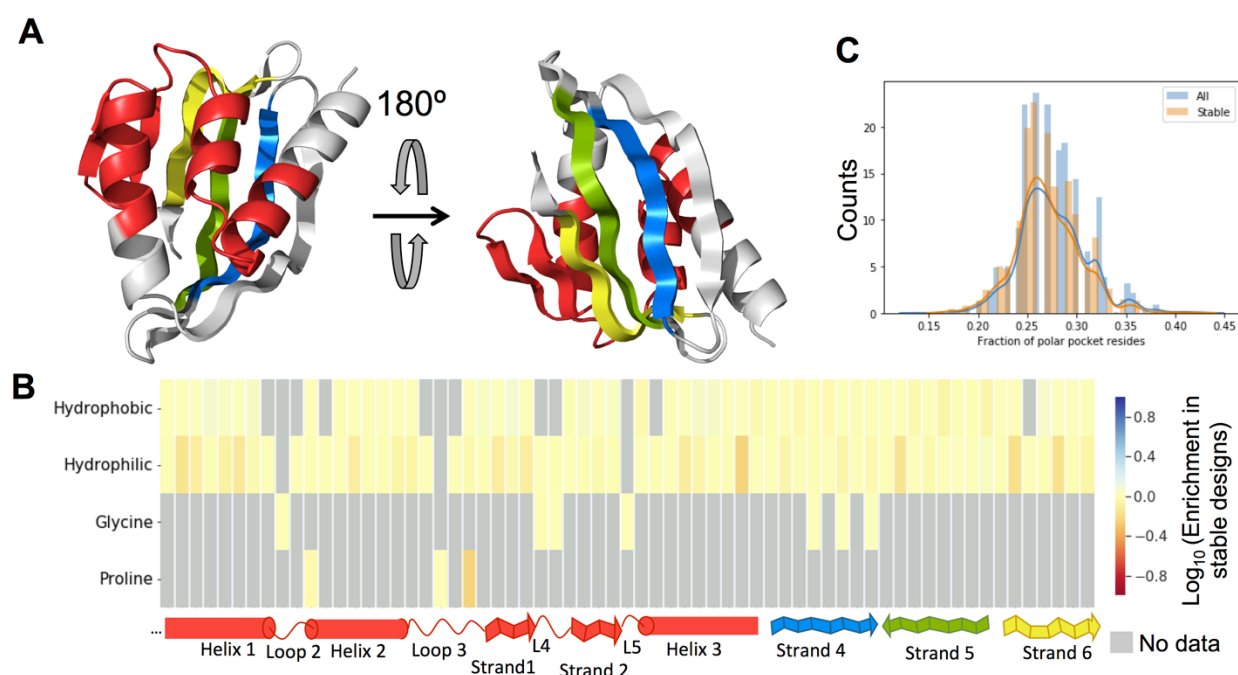 A
180º
C
All
Stable
Counts
20
15
10
5
0
0.15 0.20 0.25 0.30 0.35 0.40 0.45
Fraction of polar pocket resides
B
Hydrophobic
Hydrophilic
Glycine
Proline
0.8
0.4
0.0
−0.4
−0.8
Log10 (Enrichment in
stable designs)
...
Helix 1 Loop 2 Helix 2 Loop 3 Strand1 L4 Strand 2 L5 Helix 3 Strand 4 Strand 5 Strand 6
No data